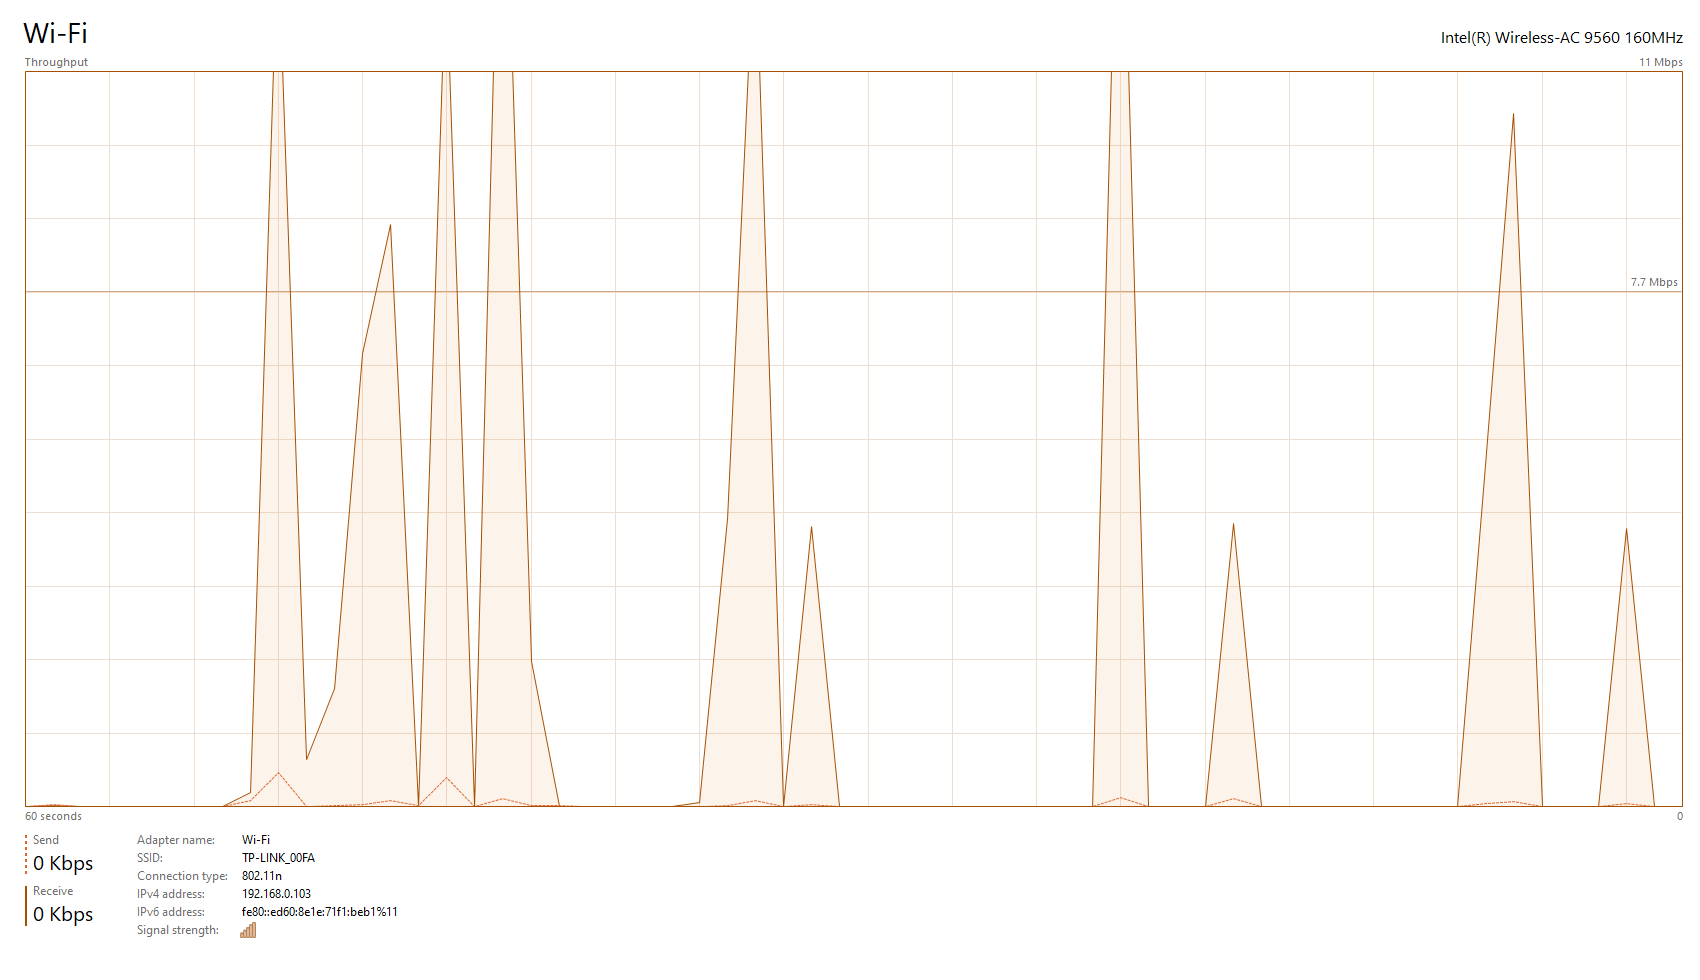 Wi-Fi
Intel(R) Wireless-AC 9560 160MHz
Throughput
11 Mbps
7.7 Mbps
60 seconds
0
Send
0 Kbps
Receive
0 Kbps
Adapter name: Wi-Fi
SSID: TP-LINK_00FA
Connection type: 802.11n
IPv4 address: 192.168.0.103
IPv6 address: fe80::ed60:8e1e:71f1:beb1%11
Signal strength: